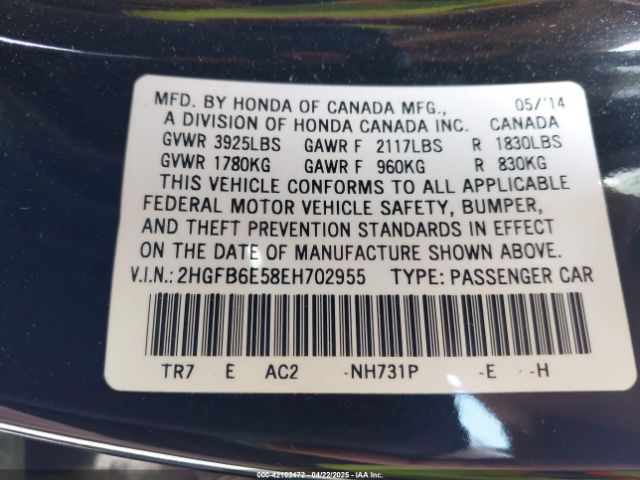 MFD. BY HONDA OF CANADA MFG., 05/'14
A DIVISION OF HONDA CANADA INC. CANADA
GVWR 3925LBS GAWR F 2117LBS R 1830LBS
GVWR 1780KG GAWR F 960KG R 830KG
THIS VEHICLE CONFORMS TO ALL APPLICABLE
FEDERAL MOTOR VEHICLE SAFETY, BUMPER,
AND THEFT PREVENTION STANDARDS IN EFFECT
ON THE DATE OF MANUFACTURE SHOWN ABOVE.
V.I.N.: 2HGFB6E58EH702955 TYPE: PASSENGER CAR
TR7 E AC2 -NH731P -E -H
000-42102472 - 04/22/2025 - IAA, Inc.